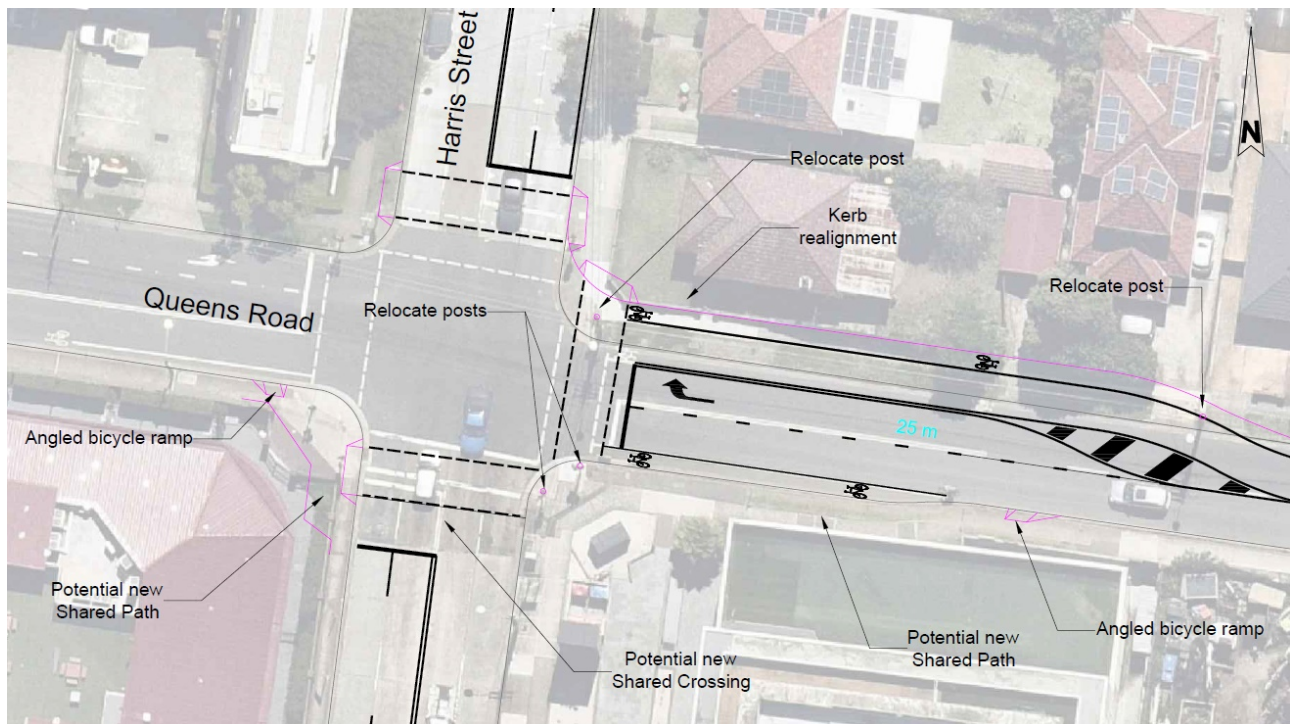 Harris Street
N
Relocate post
Kerb
realignment
Queens Road
Relocate posts
Relocate post
25 m
Angled bicycle ramp
Potential new
Shared Path
Potential new
Shared Crossing
Potential new
Shared Path
Angled bicycle ramp